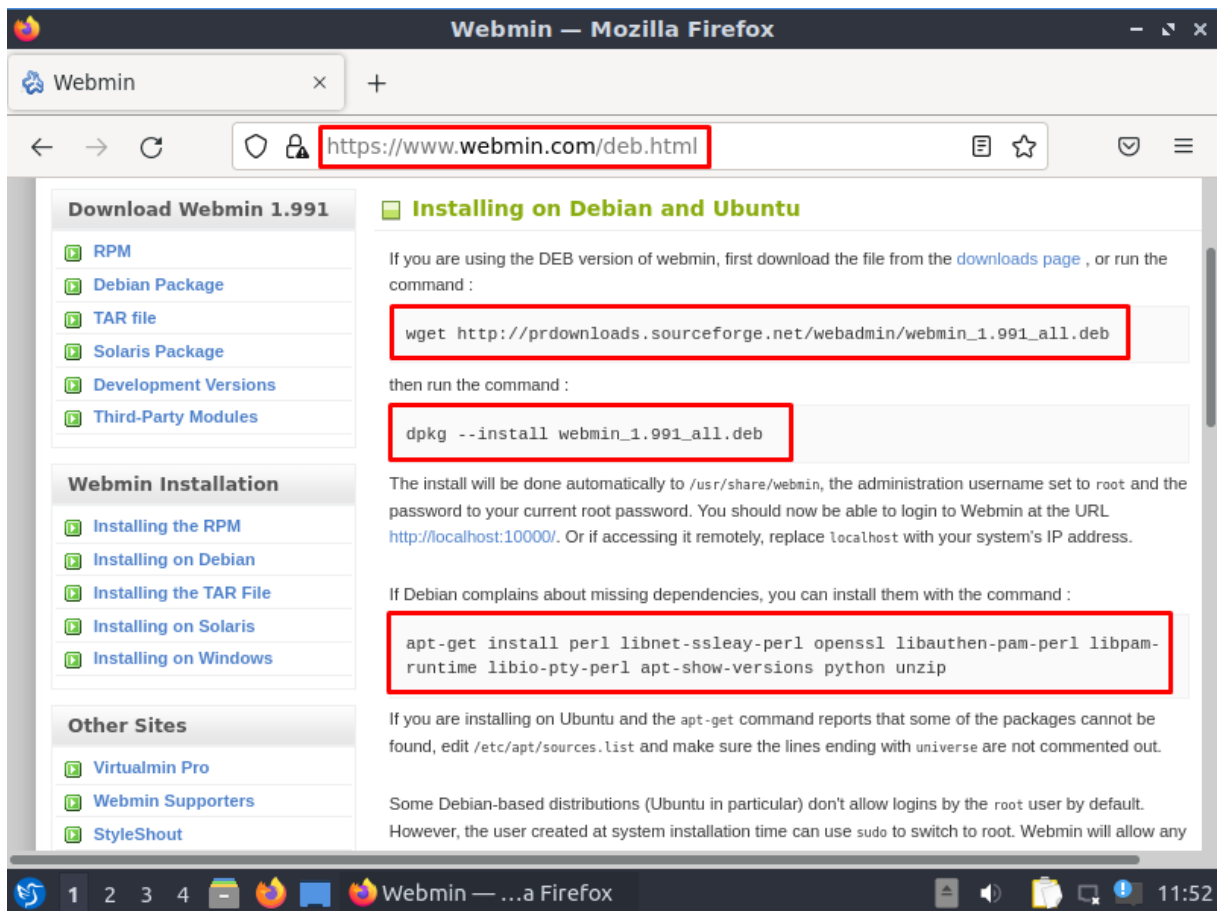 Webmin — Mozilla Firefox
Webmin
https://www.webmin.com/deb.html
Download Webmin 1.991
RPM
Debian Package
TAR file
Solaris Package
Development Versions
Third-Party Modules
Webmin Installation
Installing the RPM
Installing on Debian
Installing the TAR File
Installing on Solaris
Installing on Windows
Other Sites
Virtualmin Pro
Webmin Supporters
StyleShout
Installing on Debian and Ubuntu
If you are using the DEB version of webmin, first download the file from the downloads page , or run the
command :
wget http://prdownloads.sourceforge.net/webadmin/webmin_1.991_all.deb
then run the command :
dpkg --install webmin_1.991_all.deb
The install will be done automatically to /usr/share/webmin, the administration username set to root and the
password to your current root password. You should now be able to login to Webmin at the URL
http://localhost:10000/. Or if accessing it remotely, replace localhost with your system's IP address.
If Debian complains about missing dependencies, you can install them with the command :
apt-get install perl libnet-ssleay-perl openssl libauthen-pam-perl libpam-
runtime libio-pty-perl apt-show-versions python unzip
If you are installing on Ubuntu and the apt-get command reports that some of the packages cannot be
found, edit /etc/apt/sources.list and make sure the lines ending with universe are not commented out.
Some Debian-based distributions (Ubuntu in particular) don't allow logins by the root user by default.
However, the user created at system installation time can use sudo to switch to root. Webmin will allow any
1 2 3 4 Webmin — …a Firefox 11:52